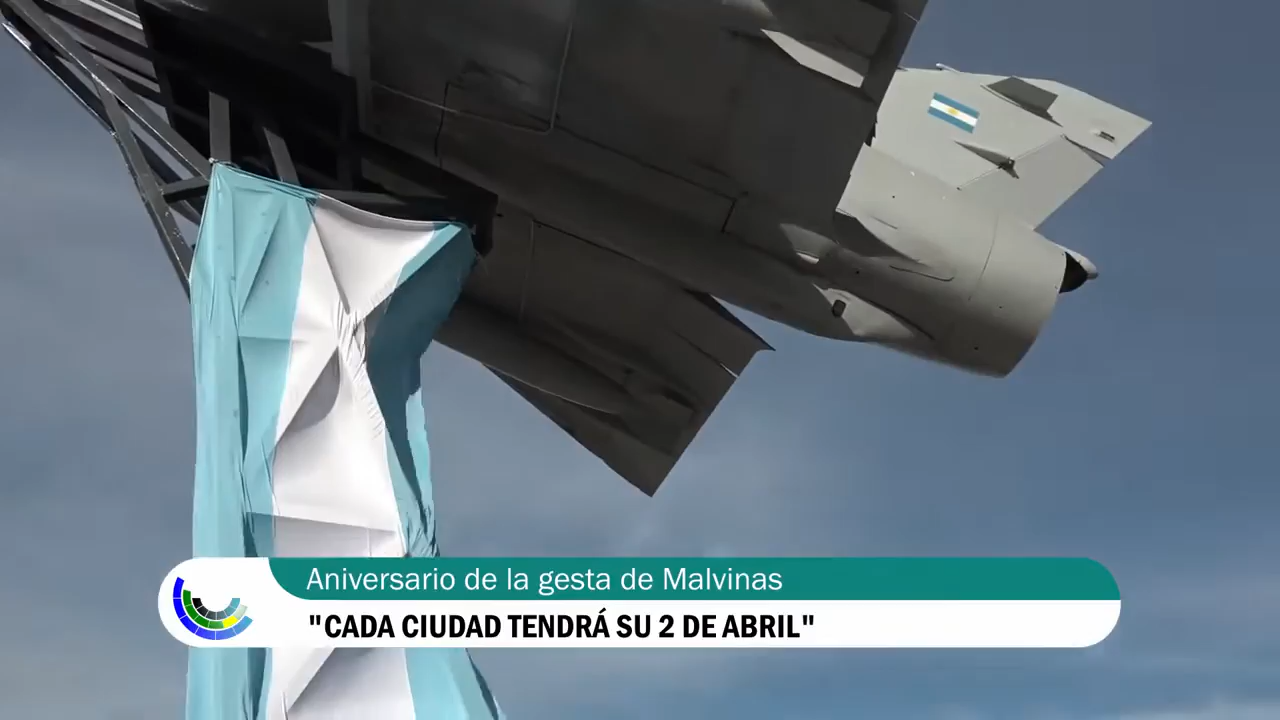 Aniversario de la gesta de Malvinas
"CADA CIUDAD TENDRÁ SU 2 DE ABRIL"